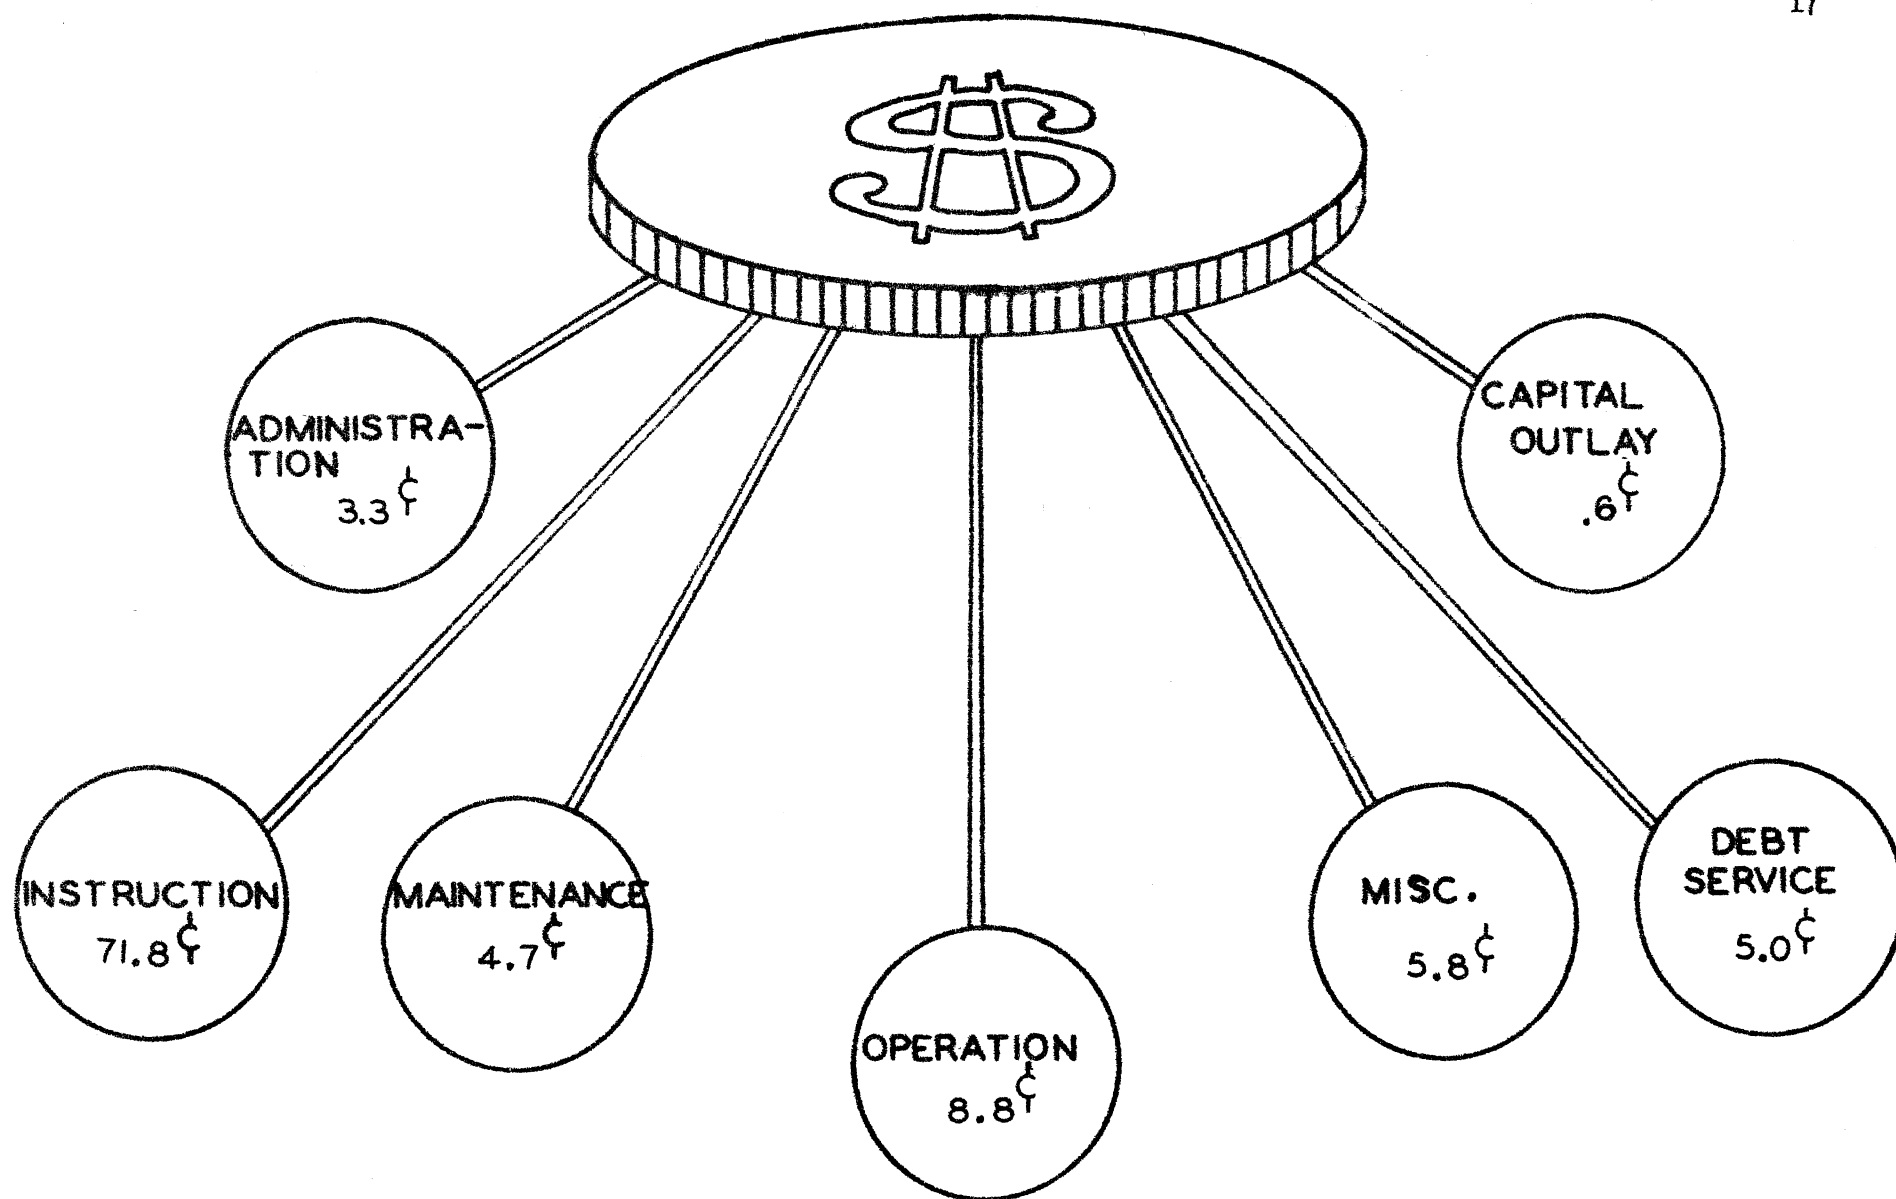 17
$
ADMINISTRA-
TION
3.3¢
CAPITAL
OUTLAY
.6¢
INSTRUCTION
71.8¢
MAINTENANCE
4.7¢
OPERATION
8.8¢
MISC.
5.8¢
DEBT
SERVICE
5.0¢